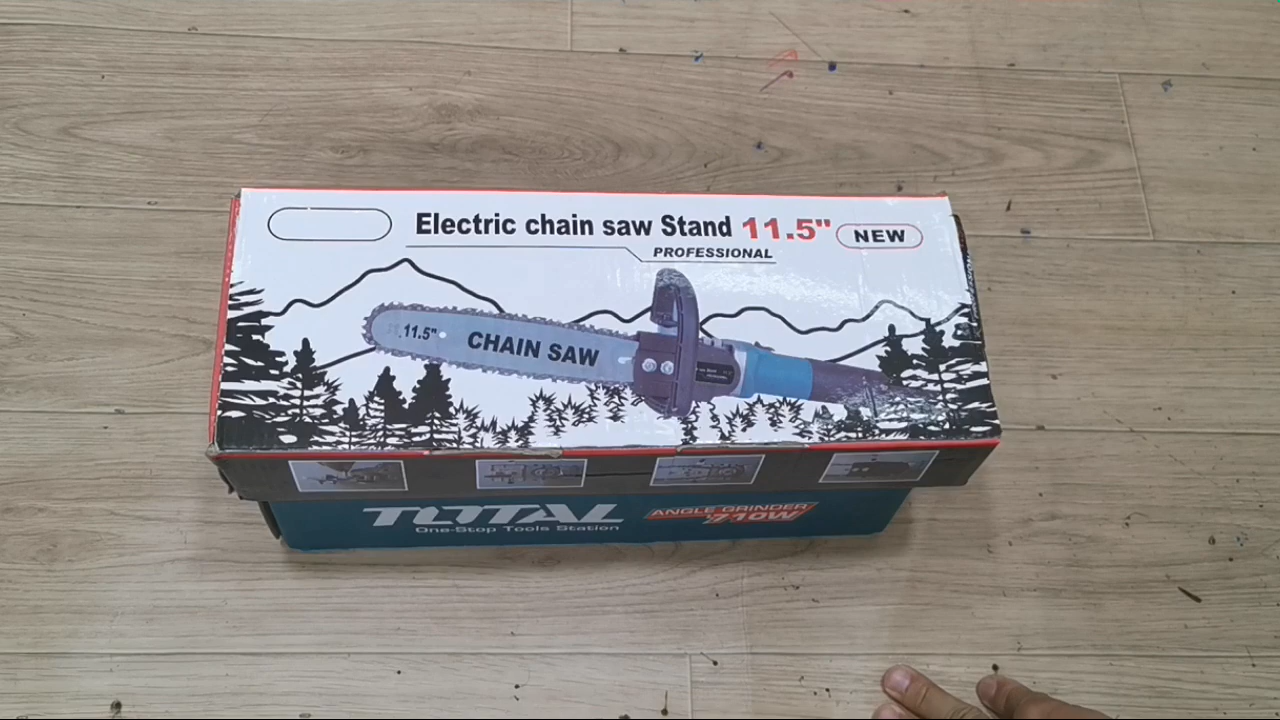 Electric chain saw Stand 11.5"
NEW
PROFESSIONAL
11.5"
CHAIN SAW
TOTAL
One-Stop Tools Station
ANGLE GRINDER
710W